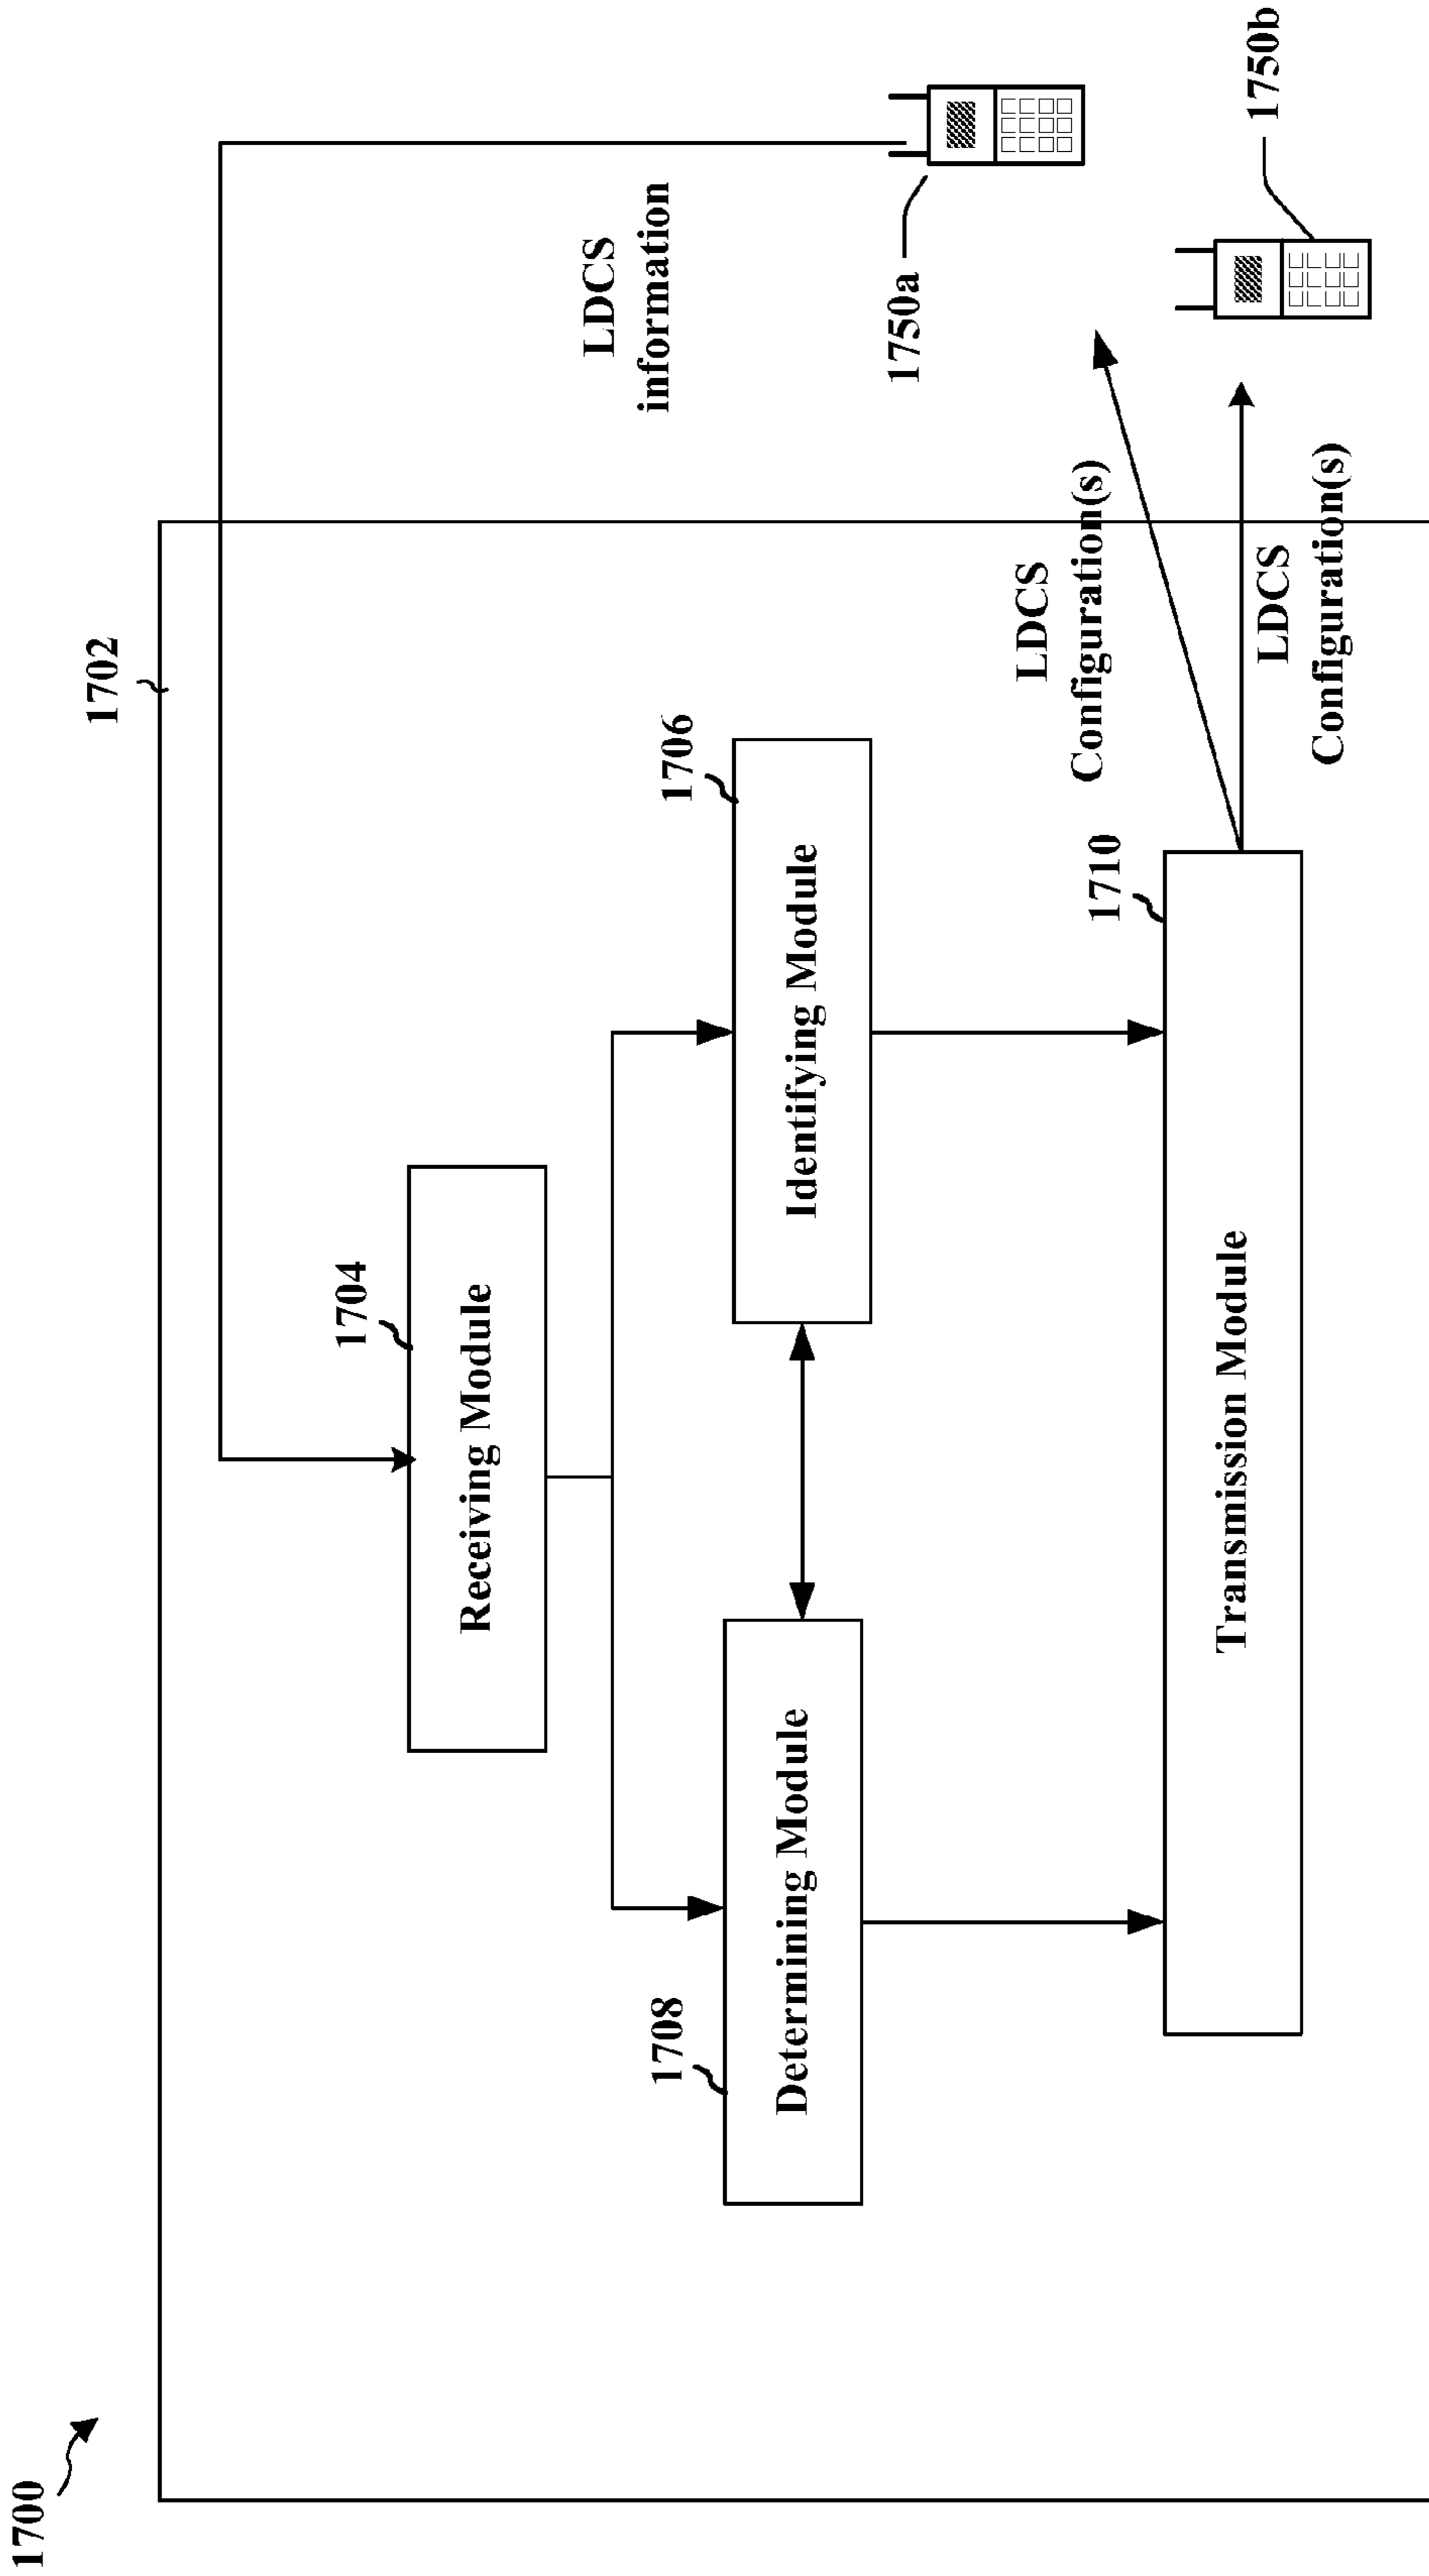 1700
1702
1704
Receiving Module
LDCS
information
1708
Determining Module
1706
Identifying Module
1750a
LDCS
Configuration(s)
1710
Transmission Module
LDCS
Configuration(s)
1750b